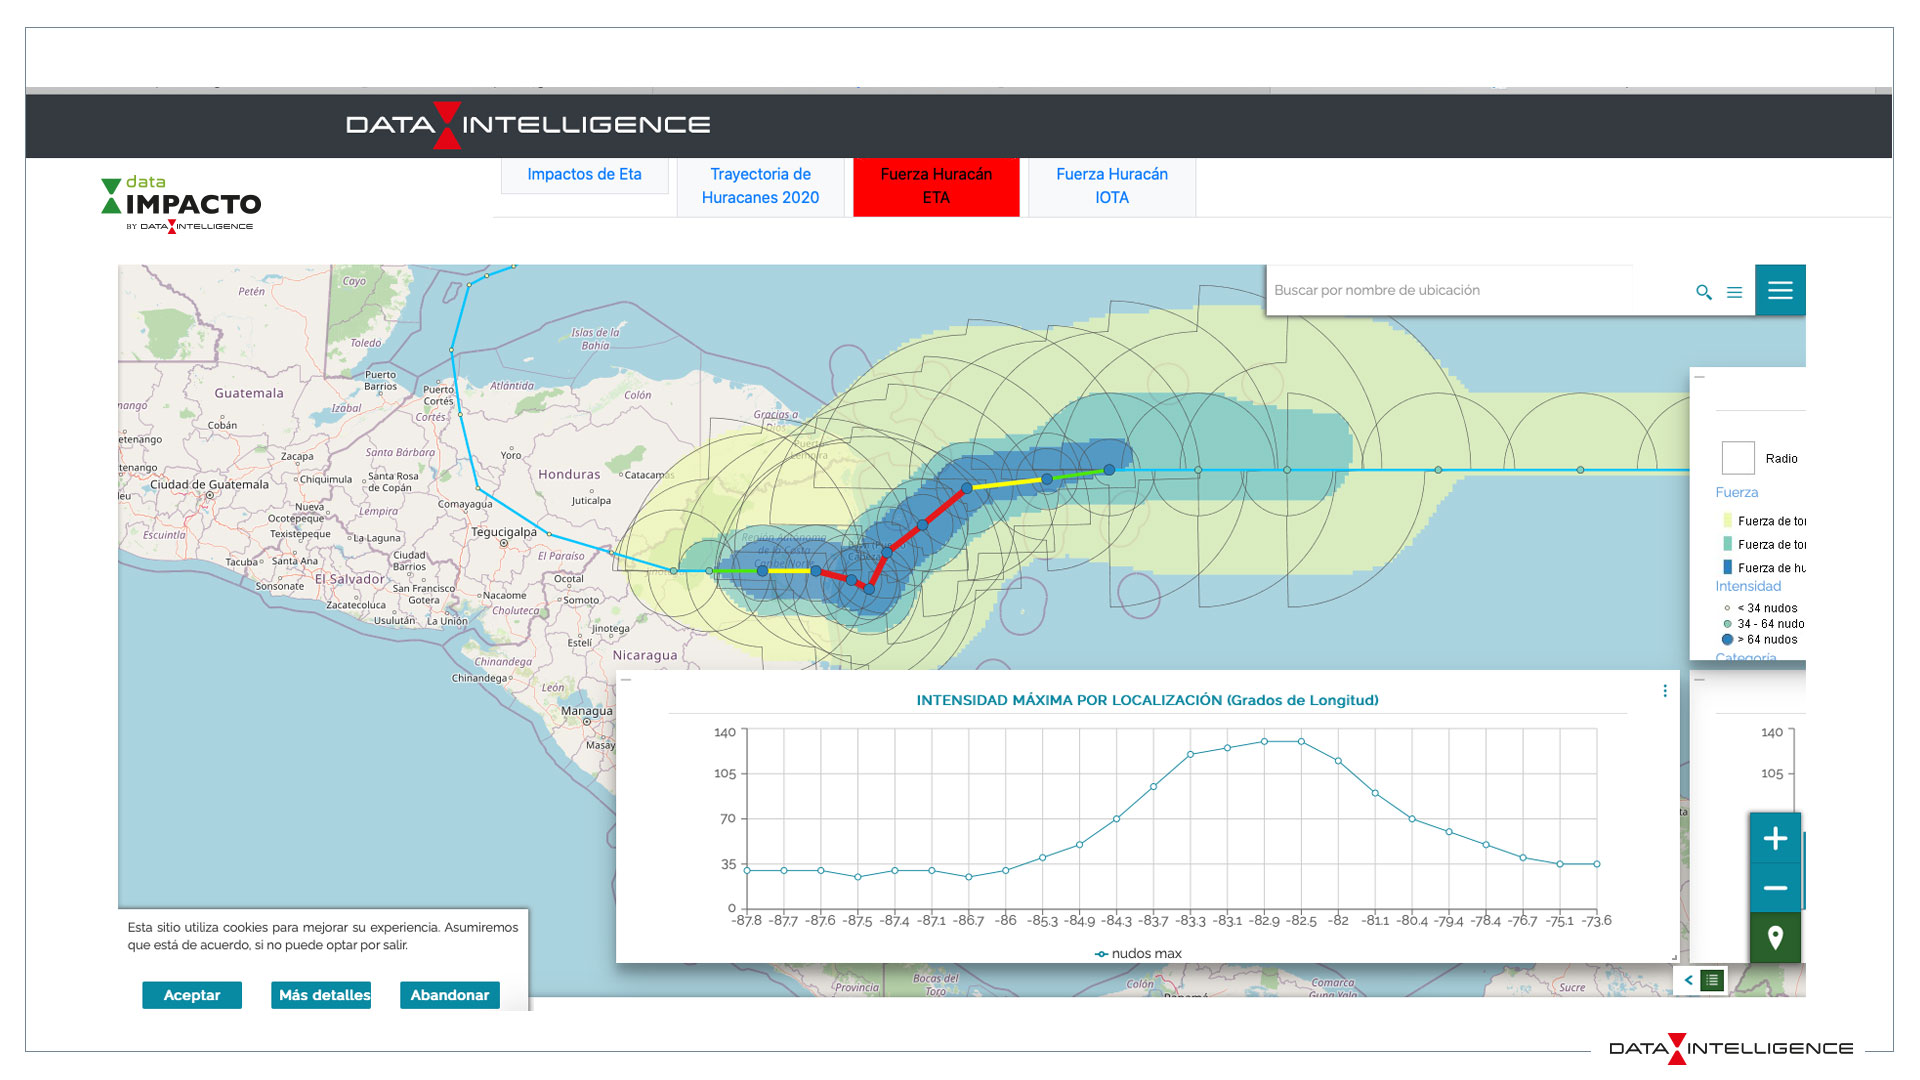 DATA INTELLIGENCE
data
IMPACTO
BY DATA INTELLIGENCE
Impactos de Eta
Trayectoria de
Huracanes 2020
Fuerza Huracán
ETA
Fuerza Huracán
IOTA
Buscar por nombre de ubicación
Petén
Cayo
Toledo
Islas de la
Bahía
Puerto
Barrios
Puerto
Cortés
Atlántida
Colón
Guatemala
Izabal
Cortés
Gracias a
Dios
Puerto
Lempira
Cobán
Santa Bárbara
Yoro
Zacapa
Chiquimula
Santa Rosa
de Copán
Honduras
Catacamas
Ciudad de Guatemala
Comayagua
Juticalpa
Nueva
Ocotepeque
Lempira
Escuintla
Texistepeque
La Laguna
Tegucigalpa
El Paraíso
Región Autónoma
de la Costa
Caribe Norte
Tacuba
Santa Ana
Ciudad
Barrios
El Salvador
Sonsonate
San Francisco
Gotera
Ocotal
Nacaome
Somoto
Zacatecoluca
Choluteca
Usulután
La Unión
Jinotega
Estelí
Nicaragua
Chinandega
Chinandega
León
Managua
Masay
Radio
Fuerza
Fuerza de tor
Fuerza de tor
Fuerza de hu
Intensidad
< 34 nudos
34 - 64 nudo
> 64 nudos
Categoría
INTENSIDAD MÁXIMA POR LOCALIZACIÓN (Grados de Longitud)
140
105
70
35
0
-87.8 -87.7 -87.6 -87.5 -87.4 -87.1 -86.7 -86 -85.3 -84.9 -84.3 -83.7 -83.3 -83.1 -82.9 -82.5 -82 -81.1 -80.4 -79.4 -78.4 -76.7 -75.1 -73.6
nudos max
140
105
Esta sitio utiliza cookies para mejorar su experiencia. Asumiremos
que está de acuerdo, si no puede optar por salir.
Aceptar
Más detalles
Abandonar
Provincia
Bocas del
Toro
Colón
Comarca
Guna Yala
Sucre
DATA INTELLIGENCE